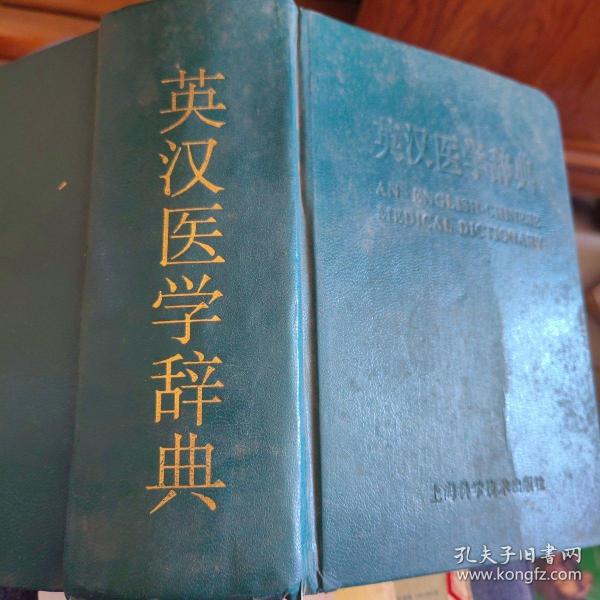 英汉医学辞典
英汉医学辞典
AN ENGLISH-CHINESE
MEDICAL DICTIONARY
上海科学技术出版社
孔夫子旧书网
www.kongfz.com